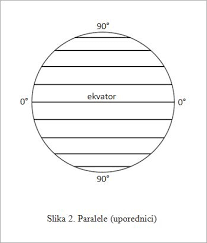 90°
ekvator
0° 0°
90°
Slika 2. Paralele (uporednici)